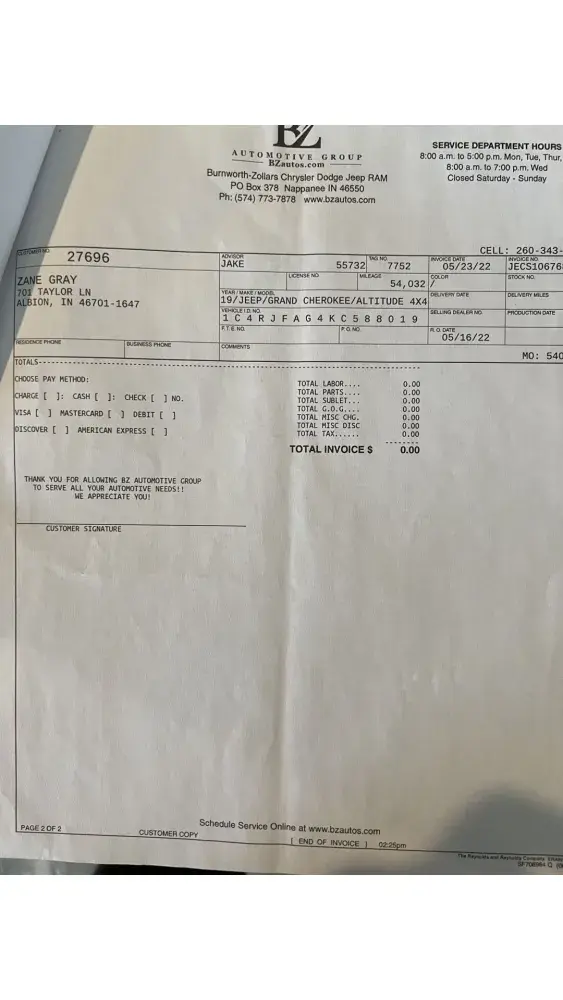 BZ
AUTOMOTIVE GROUP
BZautos.com
Burnworth-Zollars Chrysler Dodge Jeep RAM
PO Box 378 Nappanee IN 46550
Ph: (574) 773-7878 www.bzautos.com
SERVICE DEPARTMENT HOURS
8:00 a.m. to 5:00 p.m. Mon, Tue, Thur,
8:00 a.m. to 7:00 p.m. Wed
Closed Saturday - Sunday
CELL: 260-343-
CUSTOMER NO. 27696
ADVISOR TAG NO. INVOICE DATE INVOICE NO.
JAKE 55732 7752 05/23/22 JECS10676
LICENSE NO. MILEAGE COLOR STOCK NO.
54,032 /
ZANE GRAY
701 TAYLOR LN
ALBION, IN 46701-1647
YEAR / MAKE / MODEL DELIVERY DATE DELIVERY MILES
19/JEEP/GRAND CHEROKEE/ALTITUDE 4X4
VEHICLE I.D. NO. SELLING DEALER NO. PRODUCTION DATE
1 C 4 R J F A G 4 K C 5 8 8 0 1 9
F.T.E. NO. P.O. NO. R.O. DATE
05/16/22
RESIDENCE PHONE BUSINESS PHONE COMMENTS
MO: 540
TOTALS
CHOOSE PAY METHOD:
CHARGE [ ]: CASH [ ]: CHECK [ ] NO.
VISA [ ] MASTERCARD [ ] DEBIT [ ]
DISCOVER [ ] AMERICAN EXPRESS [ ]
TOTAL LABOR.... 0.00
TOTAL PARTS.... 0.00
TOTAL SUBLET... 0.00
TOTAL G.O.G.... 0.00
TOTAL MISC CHG. 0.00
TOTAL MISC DISC 0.00
TOTAL TAX...... 0.00
TOTAL INVOICE $ 0.00
THANK YOU FOR ALLOWING BZ AUTOMOTIVE GROUP
TO SERVE ALL YOUR AUTOMOTIVE NEEDS!!
WE APPRECIATE YOU!
CUSTOMER SIGNATURE
Schedule Service Online at www.bzautos.com
PAGE 2 OF 2 CUSTOMER COPY [ END OF INVOICE ] 02:25pm
The Reynolds and Reynolds Company